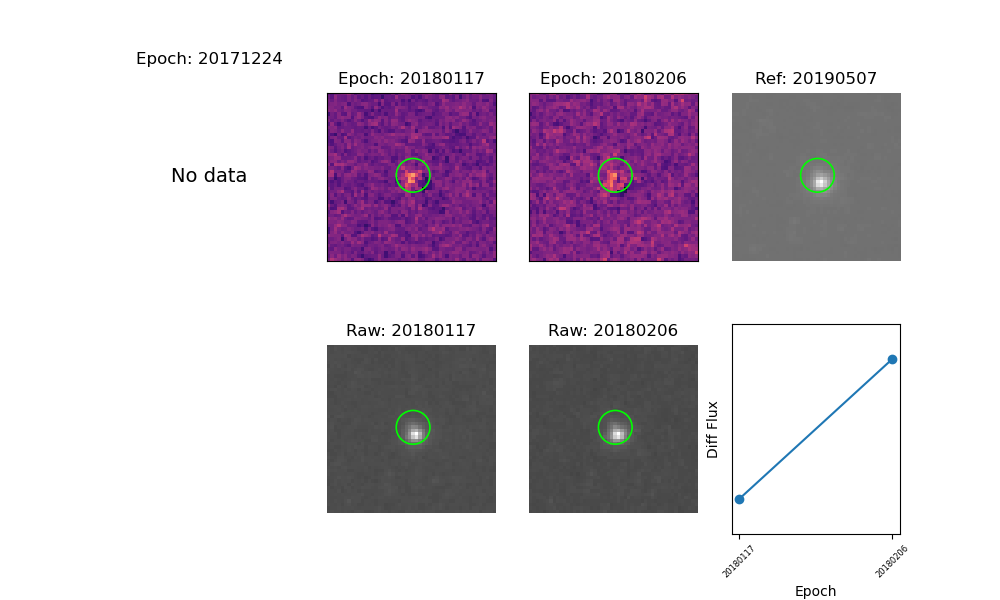 Epoch: 20171224
Epoch: 20180117
Epoch: 20180206
Ref: 20190507
No data
Raw: 20180117
Raw: 20180206
Diff Flux
20180117
20180206
Epoch